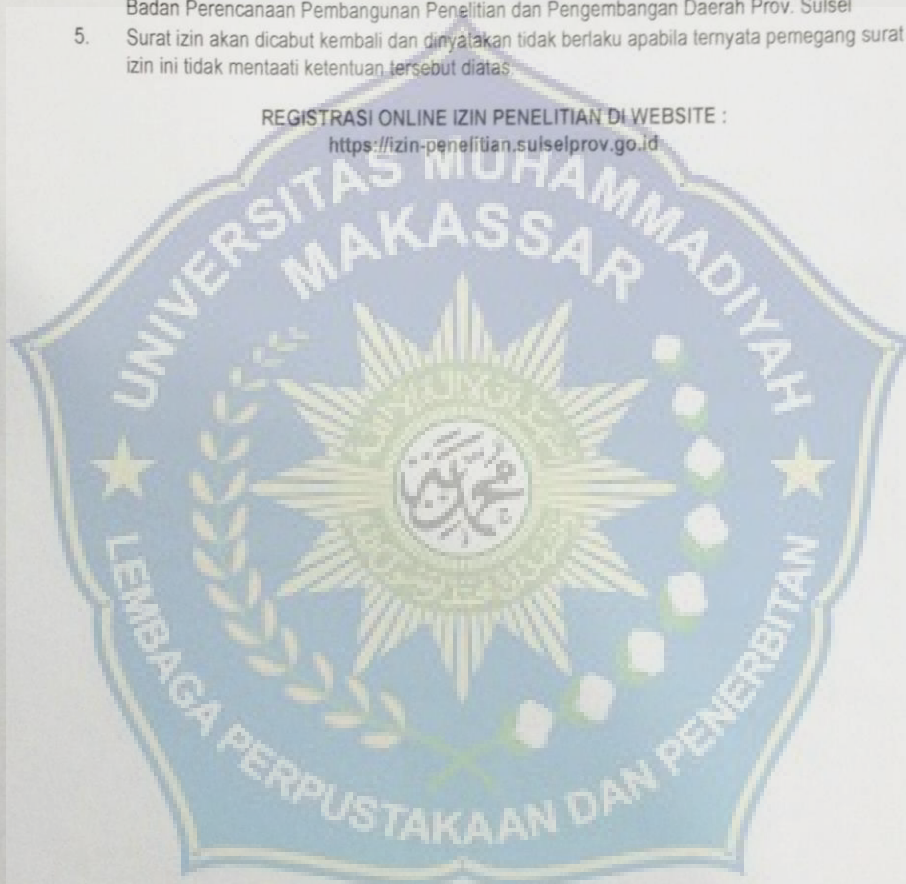 Badan Perencanaan Pembangunan Penelitian dan Pengembangan Daerah Prov. Sulsel
5. Surat izin akan dicabut kembali dan dinyatakan tidak berlaku apabila ternyata pemegang surat
izin ini tidak mentaati ketentuan tersebut diatas
REGISTRASI ONLINE IZIN PENELITIAN DI WEBSITE :
https://izin-penelitian.sulselprov.go.id
UNIVERSITAS MUHAMMADIYAH
MAKASSAR
LEMBAGA PERPUSTAKAAN DAN PENERBITAN